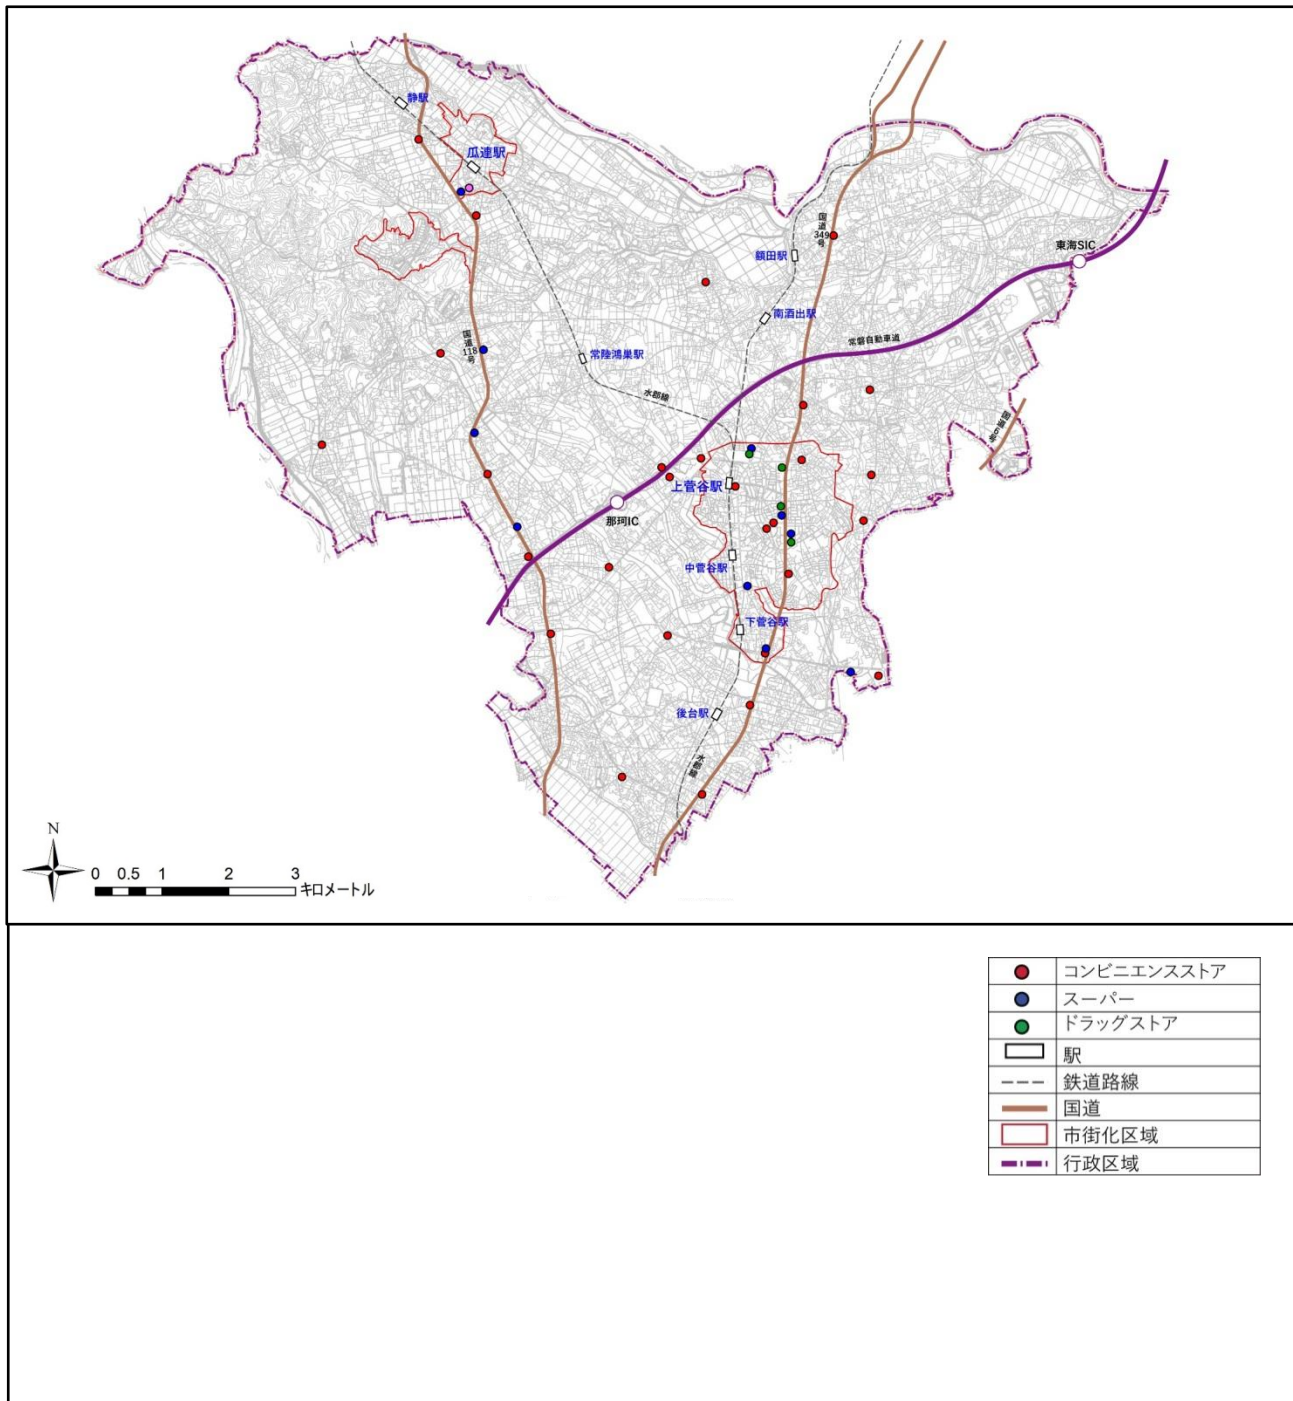 静駅
瓜連駅
国道349号
額田駅
東海SIC
南酒出駅
国道118号
常陸鴻巣駅
常磐自動車道
水郡線
国道6号
上菅谷駅
那珂IC
中菅谷駅
下菅谷駅
後台駅
水郡線
N
0 0.5 1 2 3
キロメートル
コンビニエンスストア
スーパー
ドラッグストア
駅
鉄道路線
国道
市街化区域
行政区域